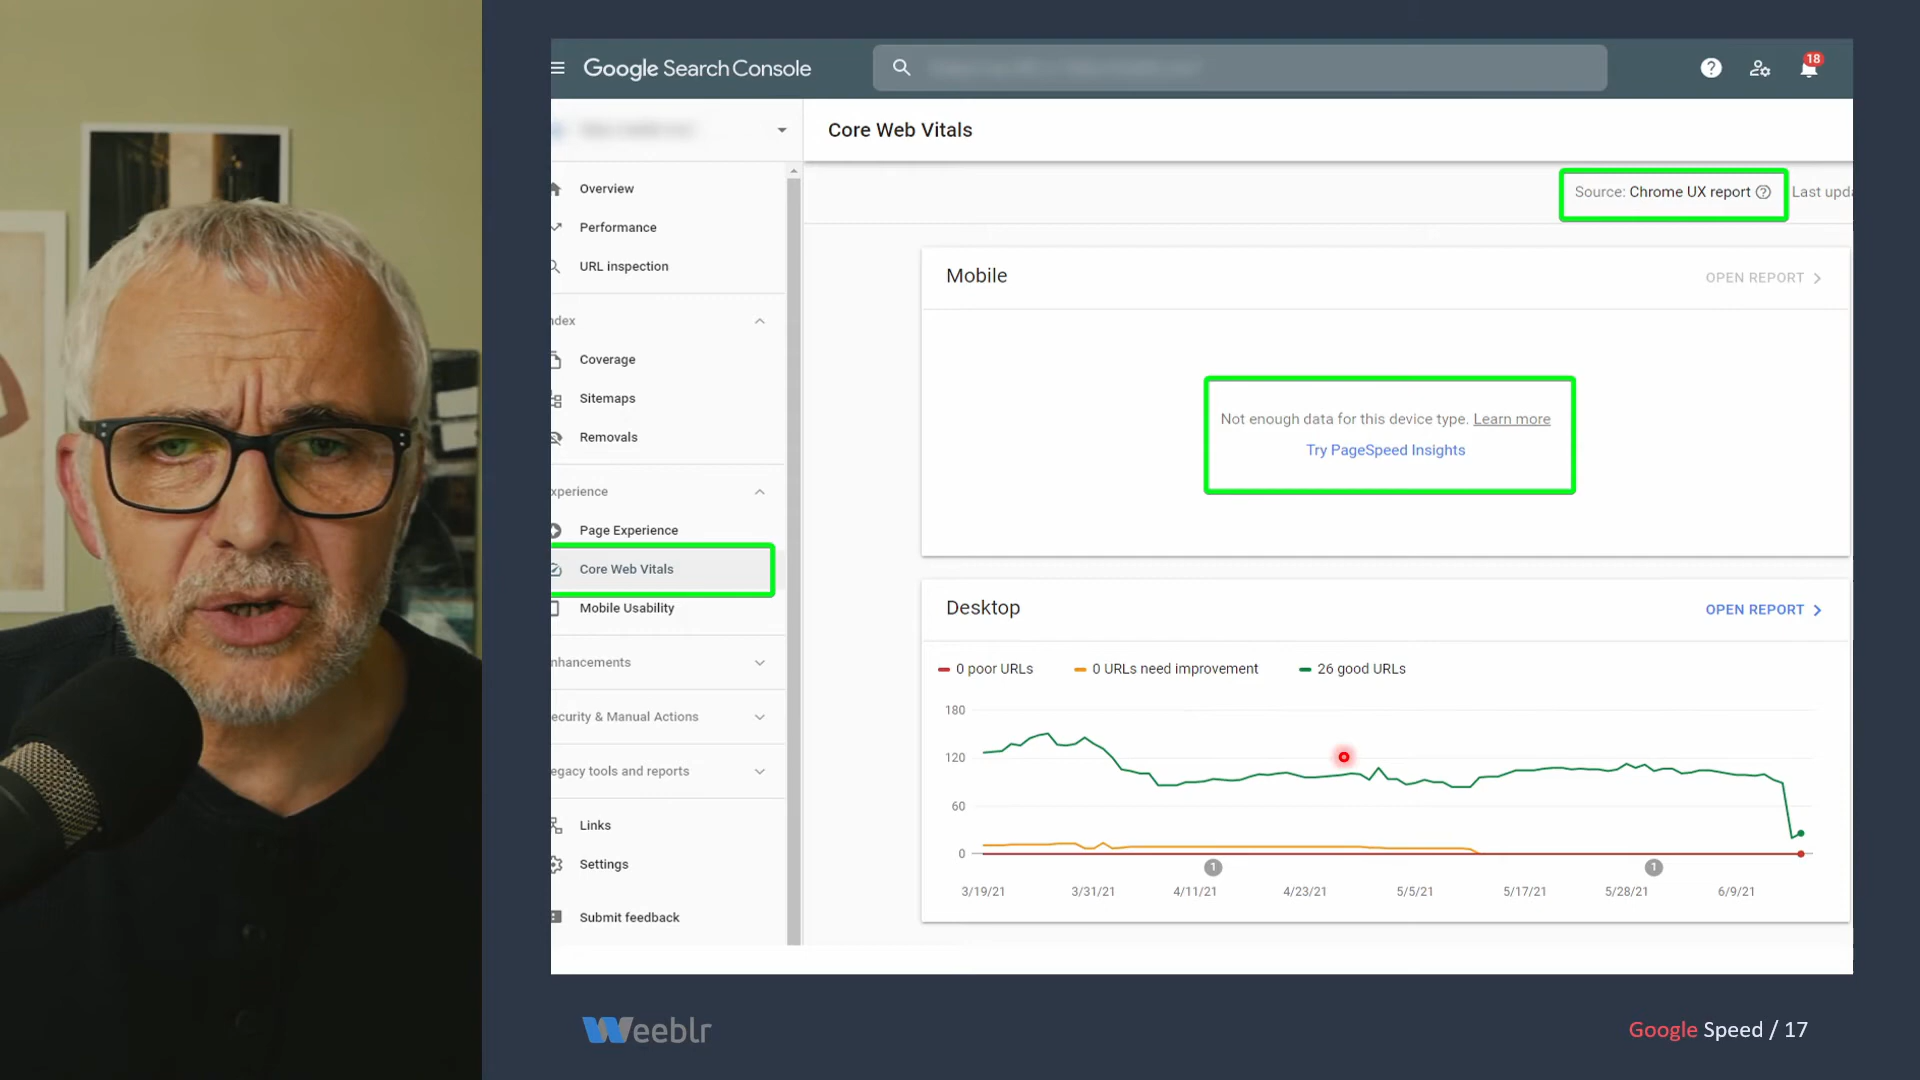 Google Search Console
18
Core Web Vitals
Source: Chrome UX report
Last upda
Overview
Performance
URL inspection
ndex
Coverage
Sitemaps
Removals
xperience
Page Experience
Core Web Vitals
Mobile Usability
nhancements
ecurity & Manual Actions
egacy tools and reports
Links
Settings
Submit feedback
Mobile
OPEN REPORT
Not enough data for this device type. Learn more
Try PageSpeed Insights
Desktop
OPEN REPORT
0 poor URLs
0 URLs need improvement
26 good URLs
180
120
60
0
1
1
3/19/21
3/31/21
4/11/21
4/23/21
5/5/21
5/17/21
5/28/21
6/9/21
Weeblr
Google Speed / 17